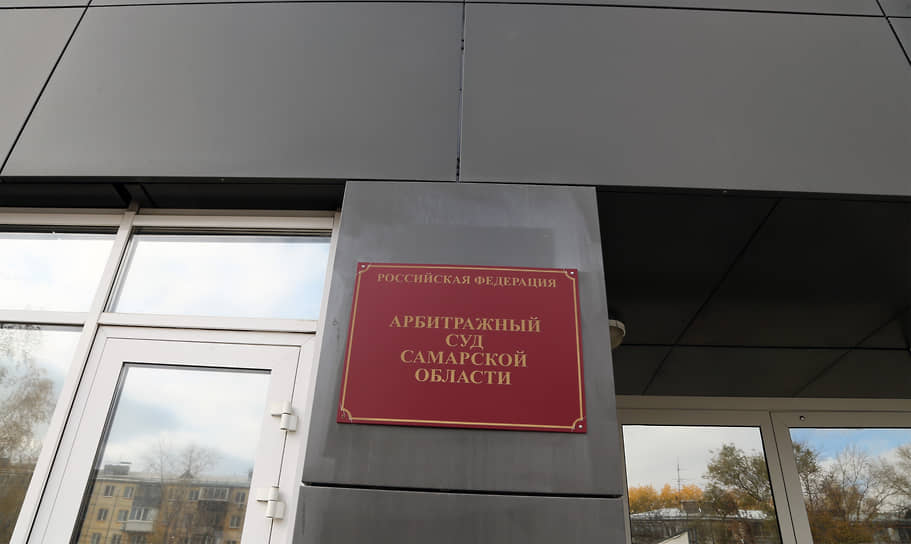 РОССИЙСКАЯ ФЕДЕРАЦИЯ
АРБИТРАЖНЫЙ
СУД
САМАРСКОЙ
ОБЛАСТИ